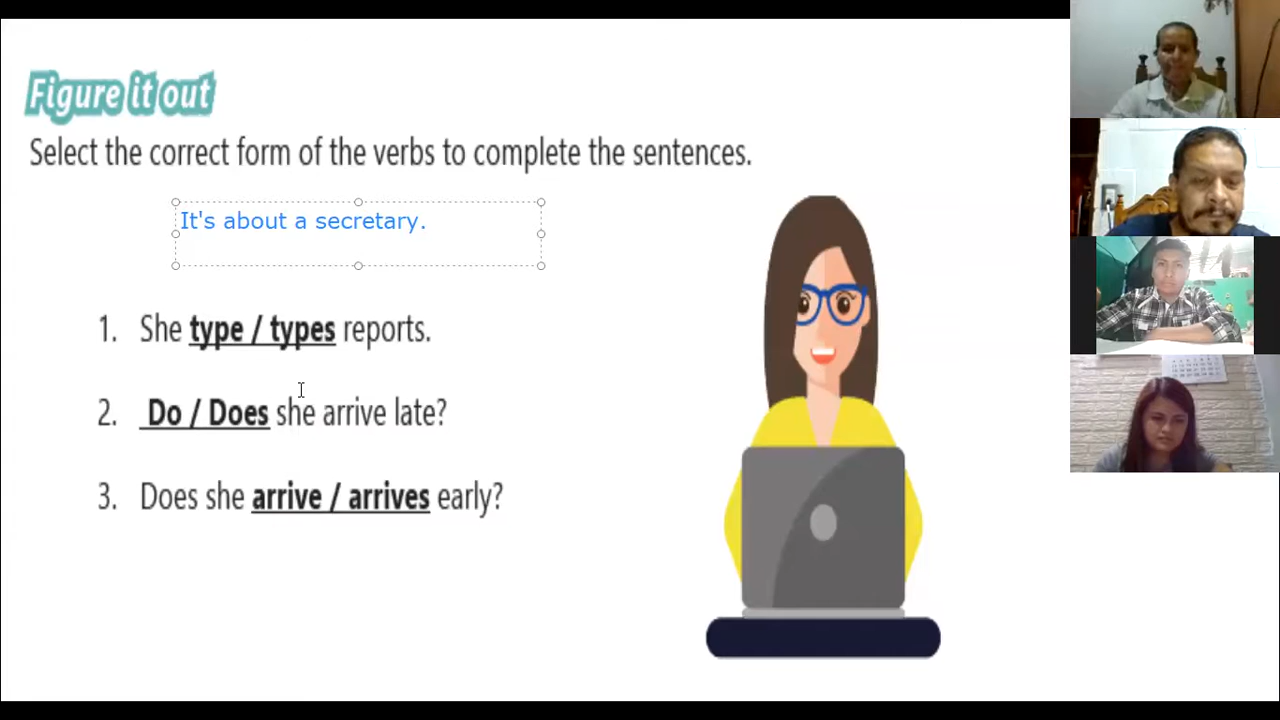 Figure it out
Select the correct form of the verbs to complete the sentences.
It's about a secretary.
1. She type / types reports.
2. Do / Does she arrive late?
3. Does she arrive / arrives early?